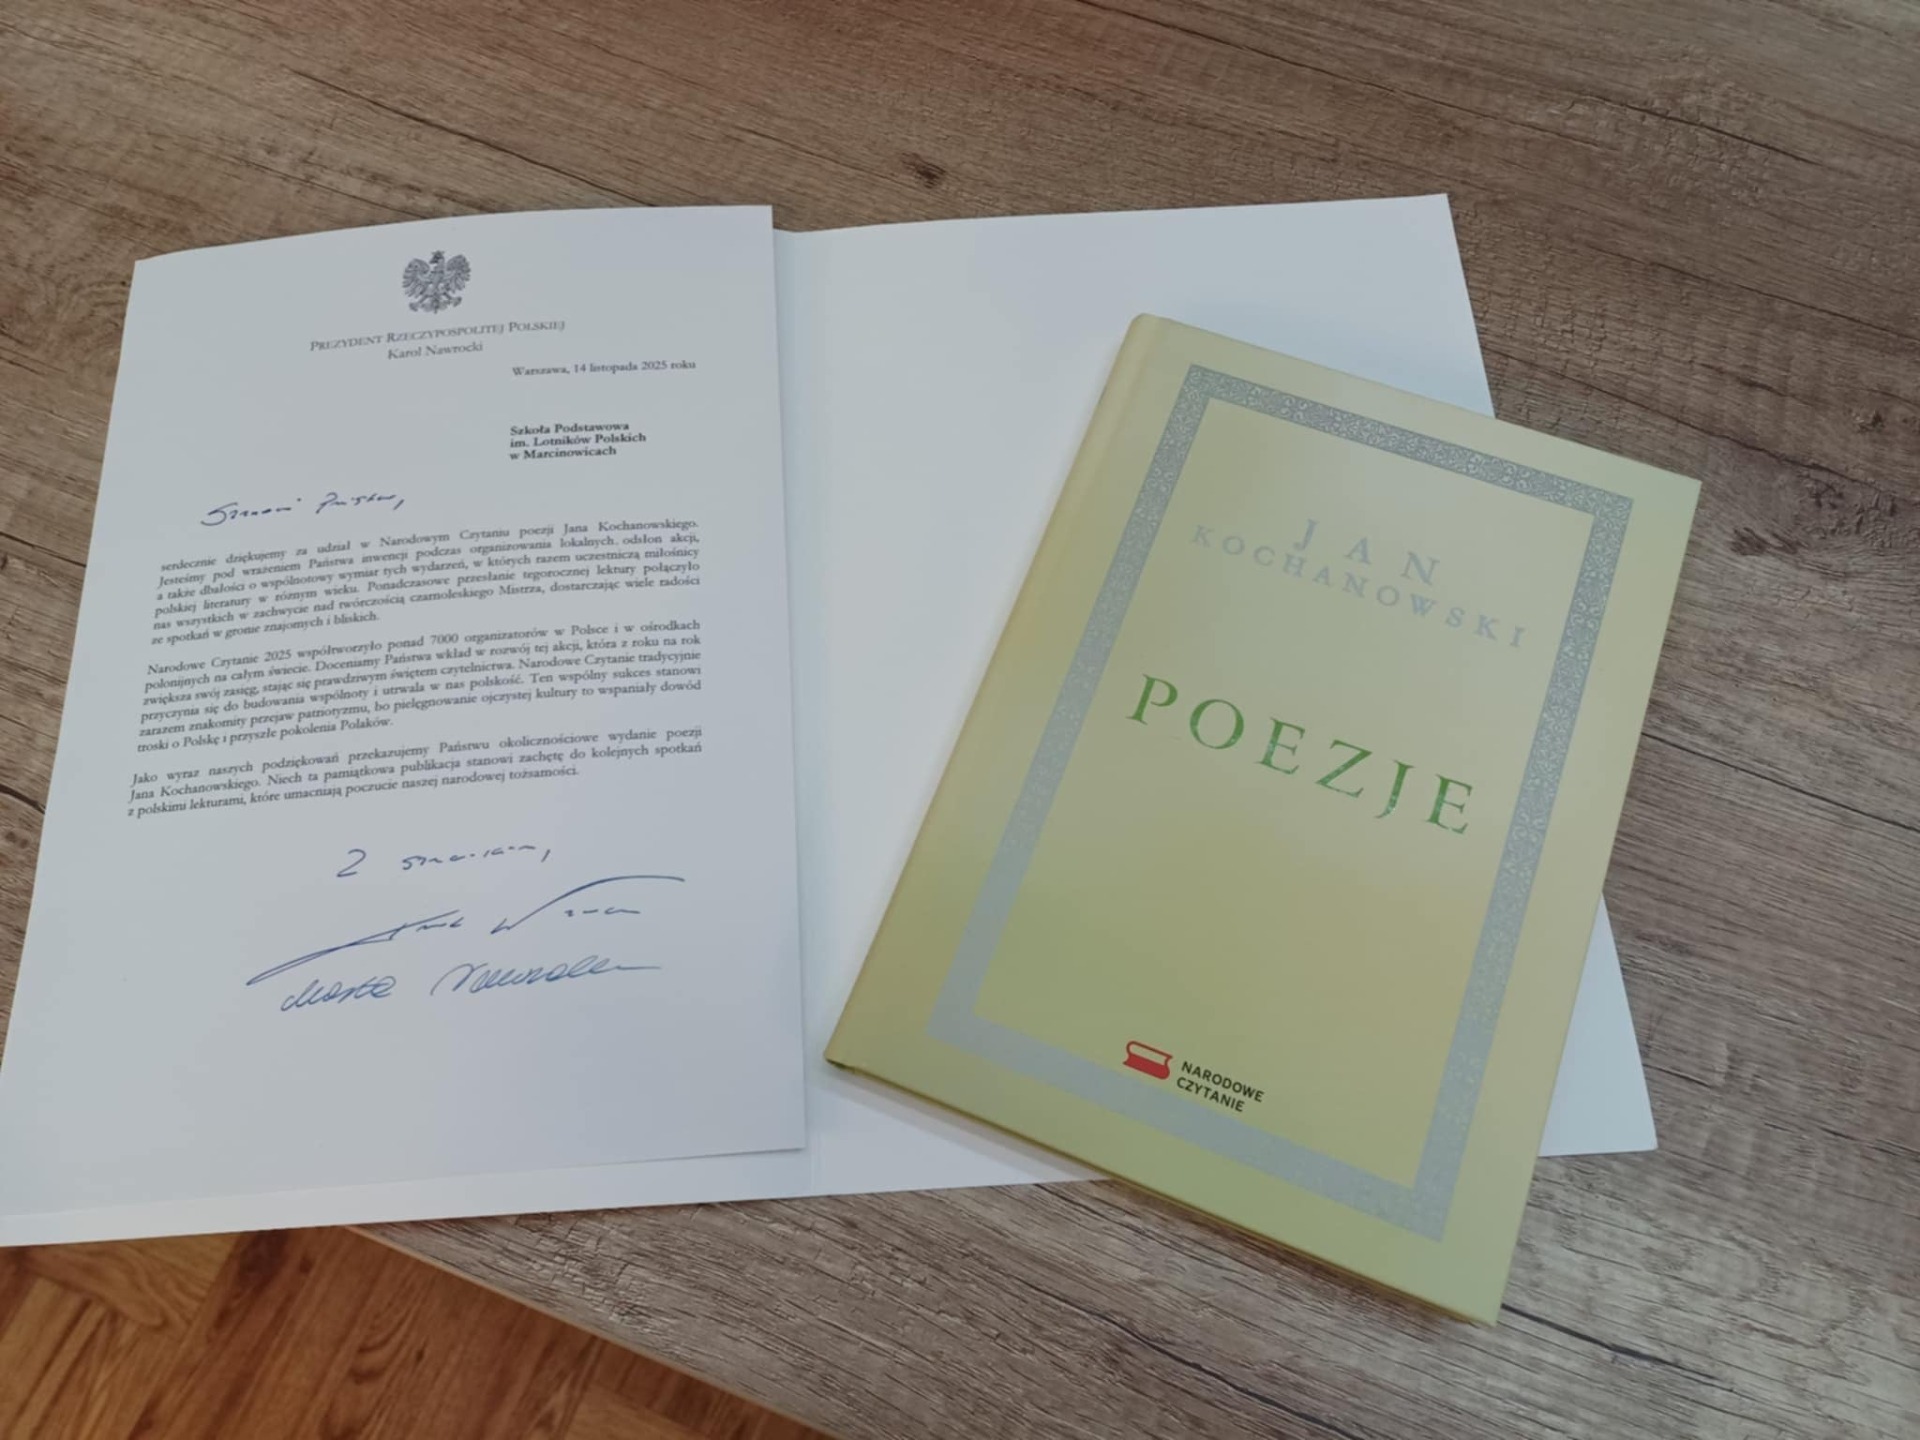 PREZYDENT RZECZYPOSPOLITEJ POLSKIEJ
Karol Nawrocki
Warszawa, 14 listopada 2025 roku
Szkoła Podstawowa
im. Lotników Polskich
w Marcinowicach
Szanowni Państwo,
serdecznie dziękujemy za udział w Narodowym Czytaniu poezji Jana Kochanowskiego.
Jesteśmy pod wrażeniem Państwa inwencji podczas organizowania lokalnych odsłon akcji,
a także dbałości o wspólnotowy wymiar tych wydarzeń, w których razem uczestniczą miłośnicy
polskiej literatury w różnym wieku. Ponadczasowe przesłanie tegorocznej lektury połączyło
nas wszystkich w zachwycie nad twórczością czarnoleskiego Mistrza, dostarczając wiele radości
ze spotkań w gronie znajomych i bliskich.
Narodowe Czytanie 2025 współtworzyło ponad 7000 organizatorów w Polsce i w ośrodkach
polonijnych na całym świecie. Doceniamy Państwa wkład w rozwój tej akcji, która z roku na rok
zwiększa swój zasięg, stając się prawdziwym świętem czytelnictwa. Narodowe Czytanie tradycyjnie
przyczynia się do budowania wspólnoty i utrwala w nas polskość. Ten wspólny sukces stanowi
zarazem znakomity przejaw patriotyzmu, bo pielęgnowanie ojczystej kultury to wspaniały dowód
troski o Polskę i przyszłe pokolenia Polaków.
Jako wyraz naszych podziękowań przekazujemy Państwu okolicznościowe wydanie poezji
Jana Kochanowskiego. Niech ta pamiątkowa publikacja stanowi zachętę do kolejnych spotkań
z polskimi lekturami, które umacniają poczucie naszej narodowej tożsamości.
Z szacunkiem,
Marta Nawrocka
JAN
KOCHANOWSKI
POEZJE
NARODOWE
CZYTANIE